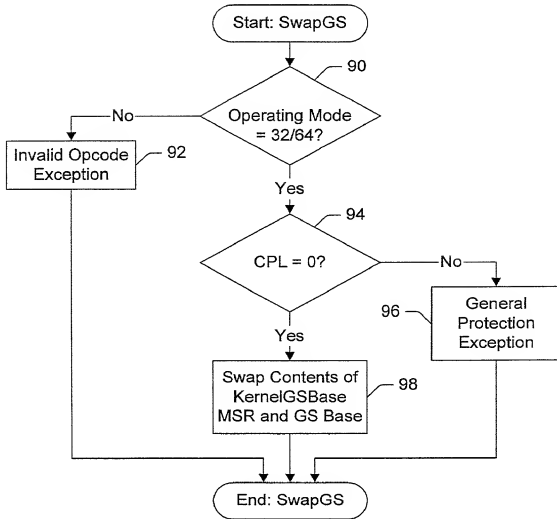 Start: SwapGS
90
Operating Mode
= 32/64?
No
Invalid Opcode
Exception
92
Yes
94
CPL = 0?
No
General
Protection
Exception
96
Yes
Swap Contents of
KernelGSBase
MSR and GS Base
98
End: SwapGS